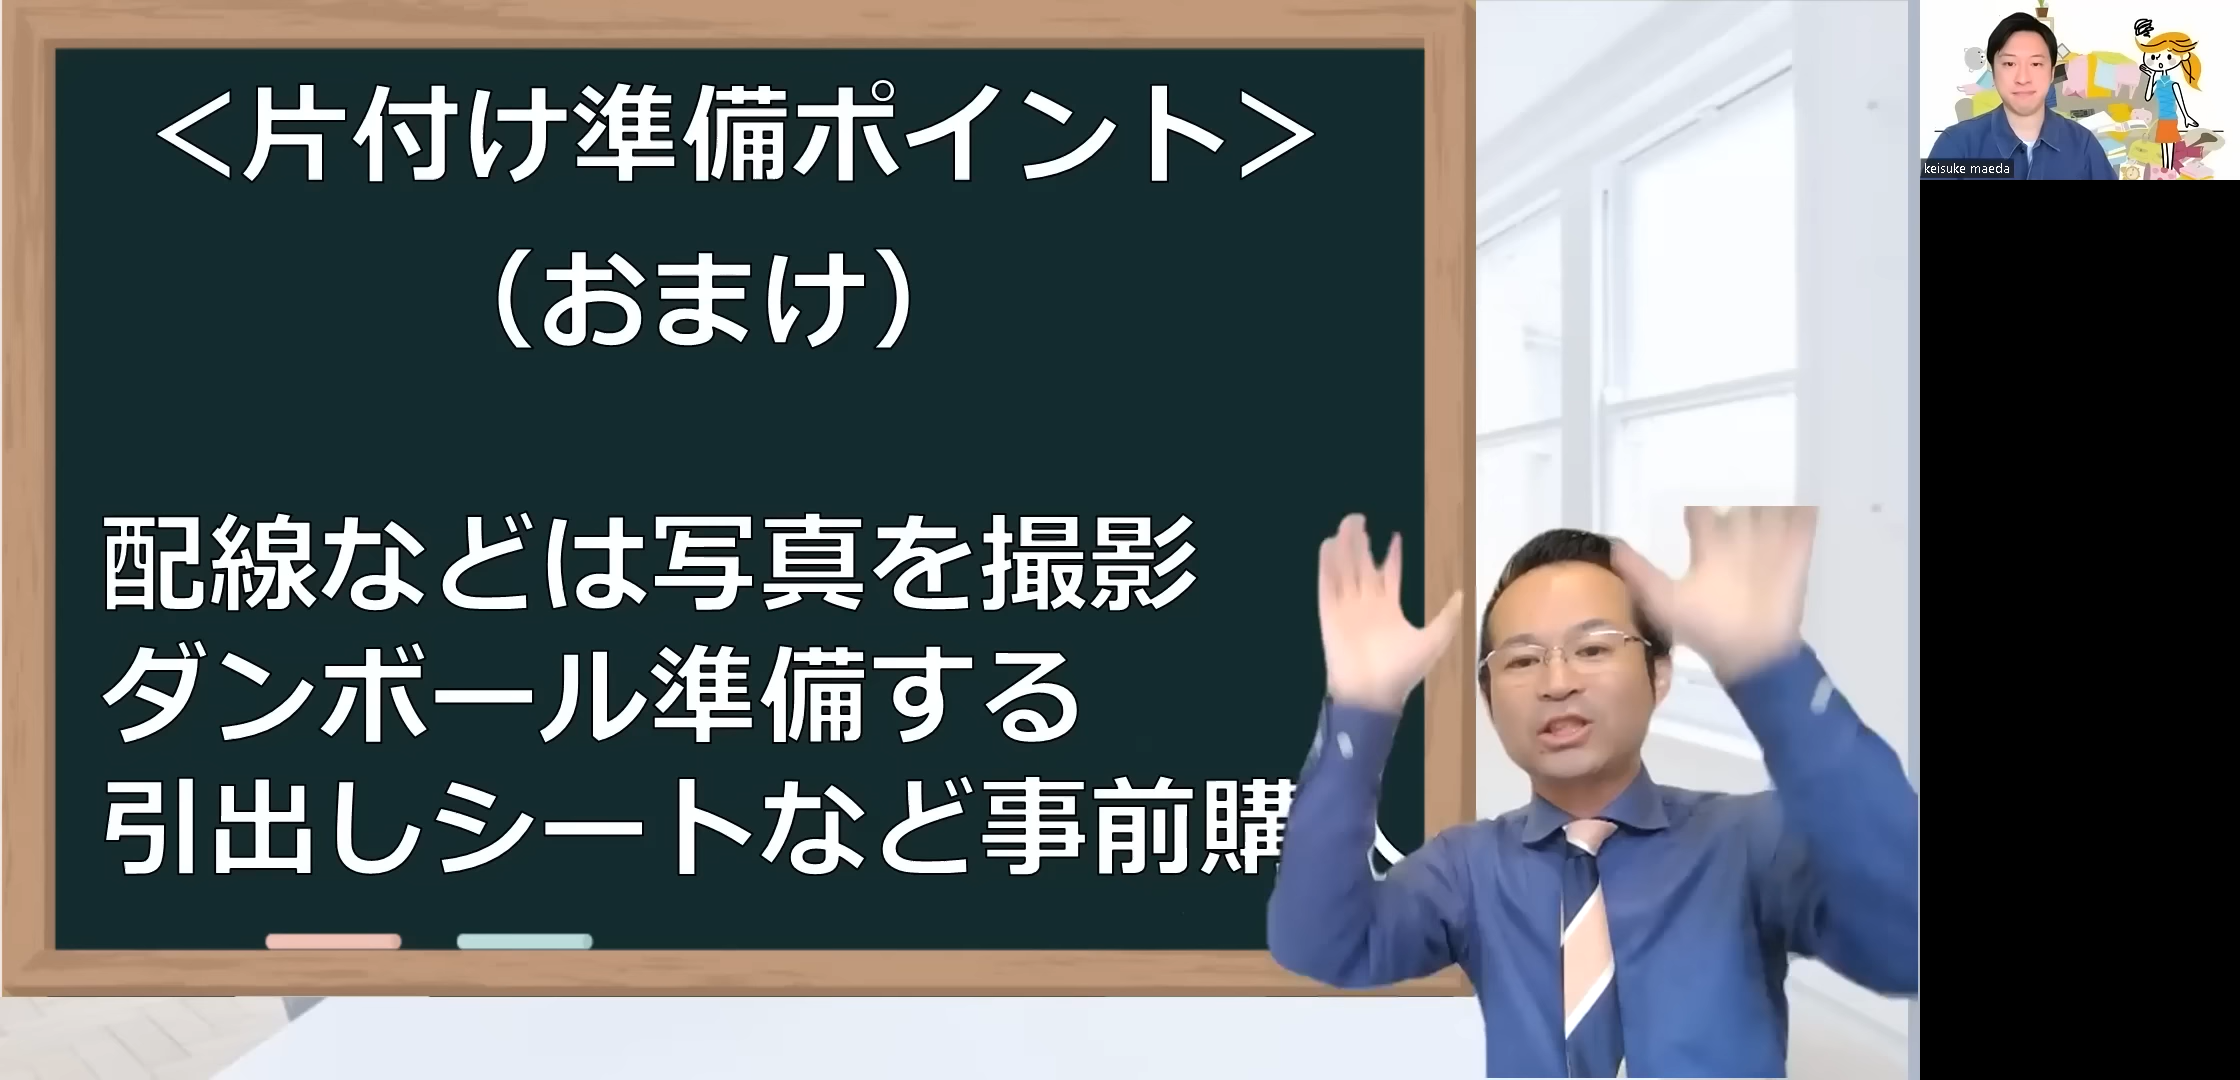 ＜片付け準備ポイント＞
（おまけ）
配線などは写真を撮影
ダンボール準備する
引出しシートなど事前購入
keisuke maeda